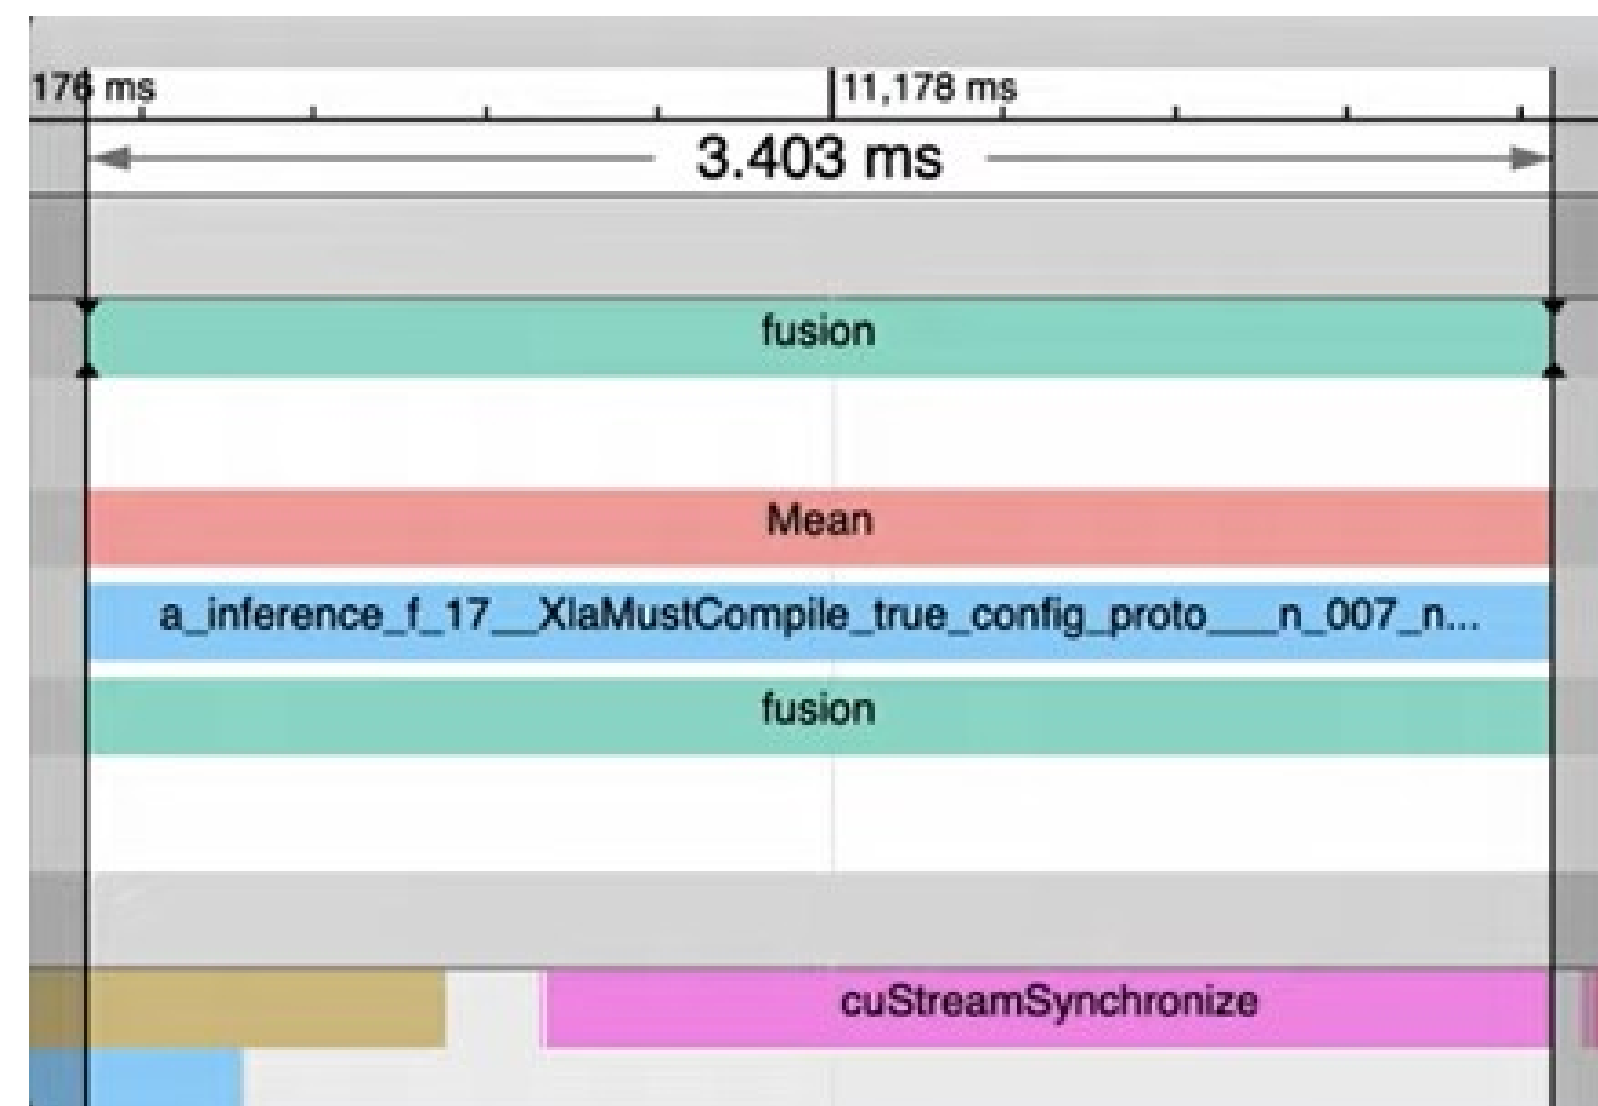 176 ms 11,178 ms
3.403 ms
fusion
Mean
a_inference_f_17__XlaMustCompile_true_config_proto___n_007_n...
fusion
cuStreamSynchronize